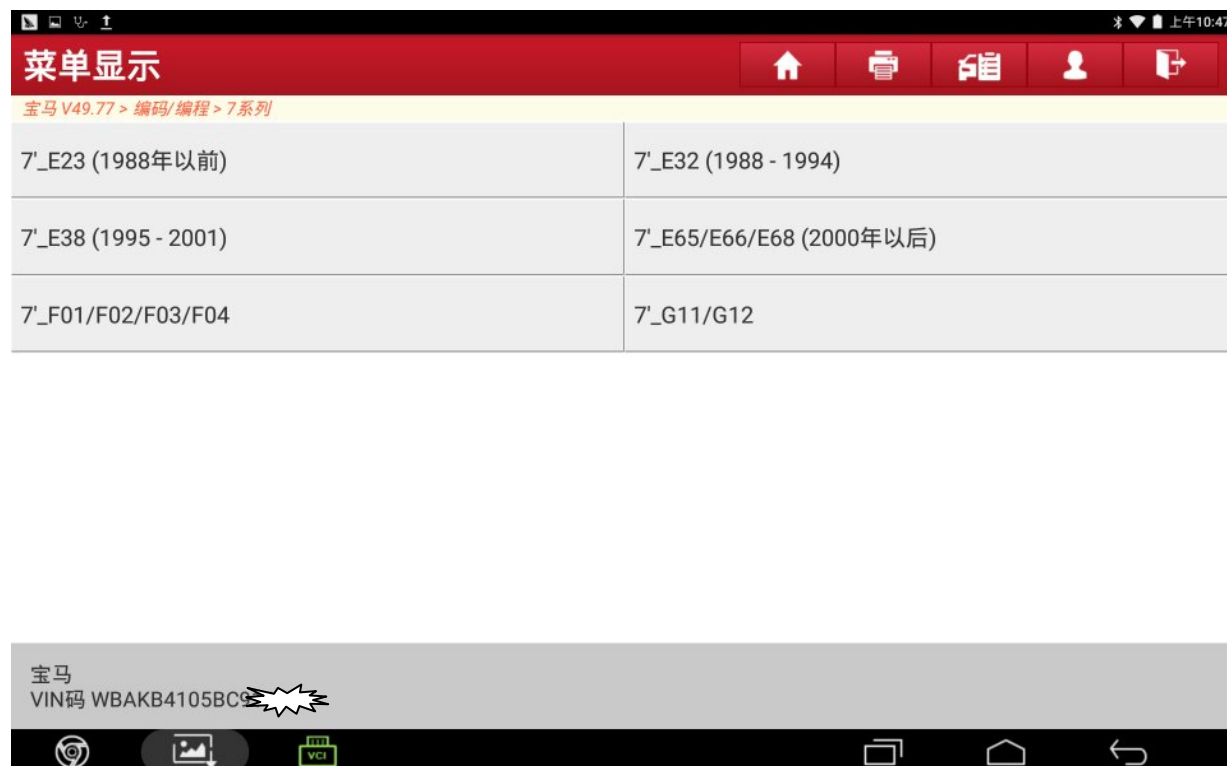 上午10:47
菜单显示
宝马 V49.77 > 编码/编程 > 7系列
7'_E23 (1988年以前)
7'_E32 (1988 - 1994)
7'_E38 (1995 - 2001)
7'_E65/E66/E68 (2000年以后)
7'_F01/F02/F03/F04
7'_G11/G12
宝马
VIN码 WBAKB4105BC9
VCI